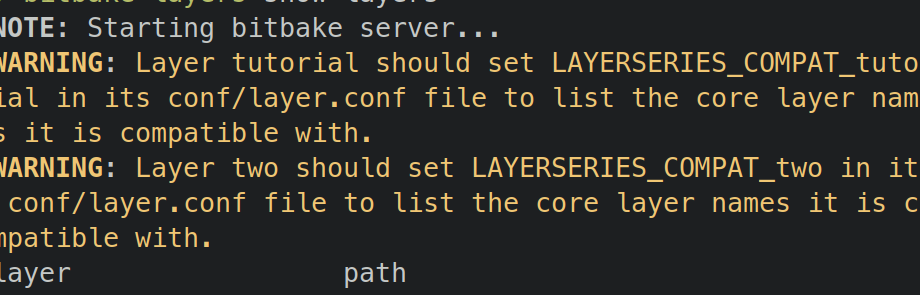 bitbake-layers show-layers
NOTE: Starting bitbake server...
WARNING: Layer tutorial should set LAYERSERIES_COMPAT_tuto
ial in its conf/layer.conf file to list the core layer nam
s it is compatible with.
WARNING: Layer two should set LAYERSERIES_COMPAT_two in it
conf/layer.conf file to list the core layer names it is c
mpatible with.
layer path